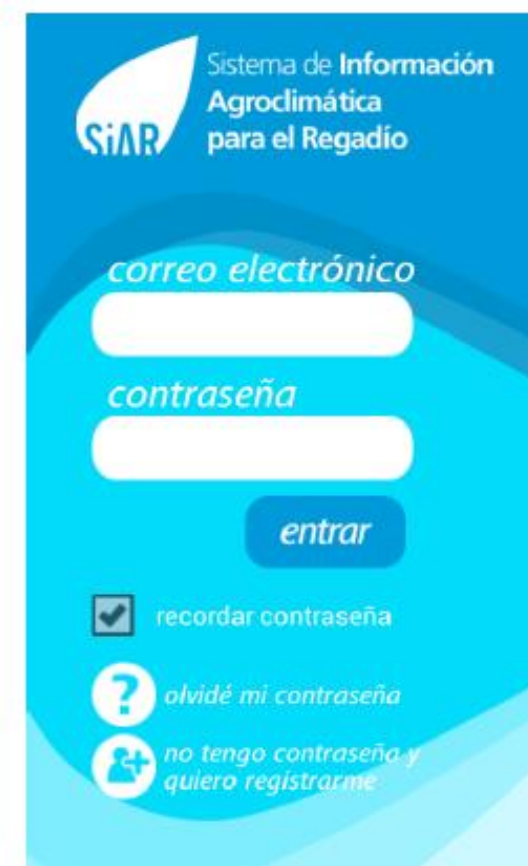 SiAR
Sistema de Información
Agroclimática
para el Regadío
correo electrónico
contraseña
entrar
recordar contraseña
?
olvidé mi contraseña
no tengo contraseña y
quiero registrarme